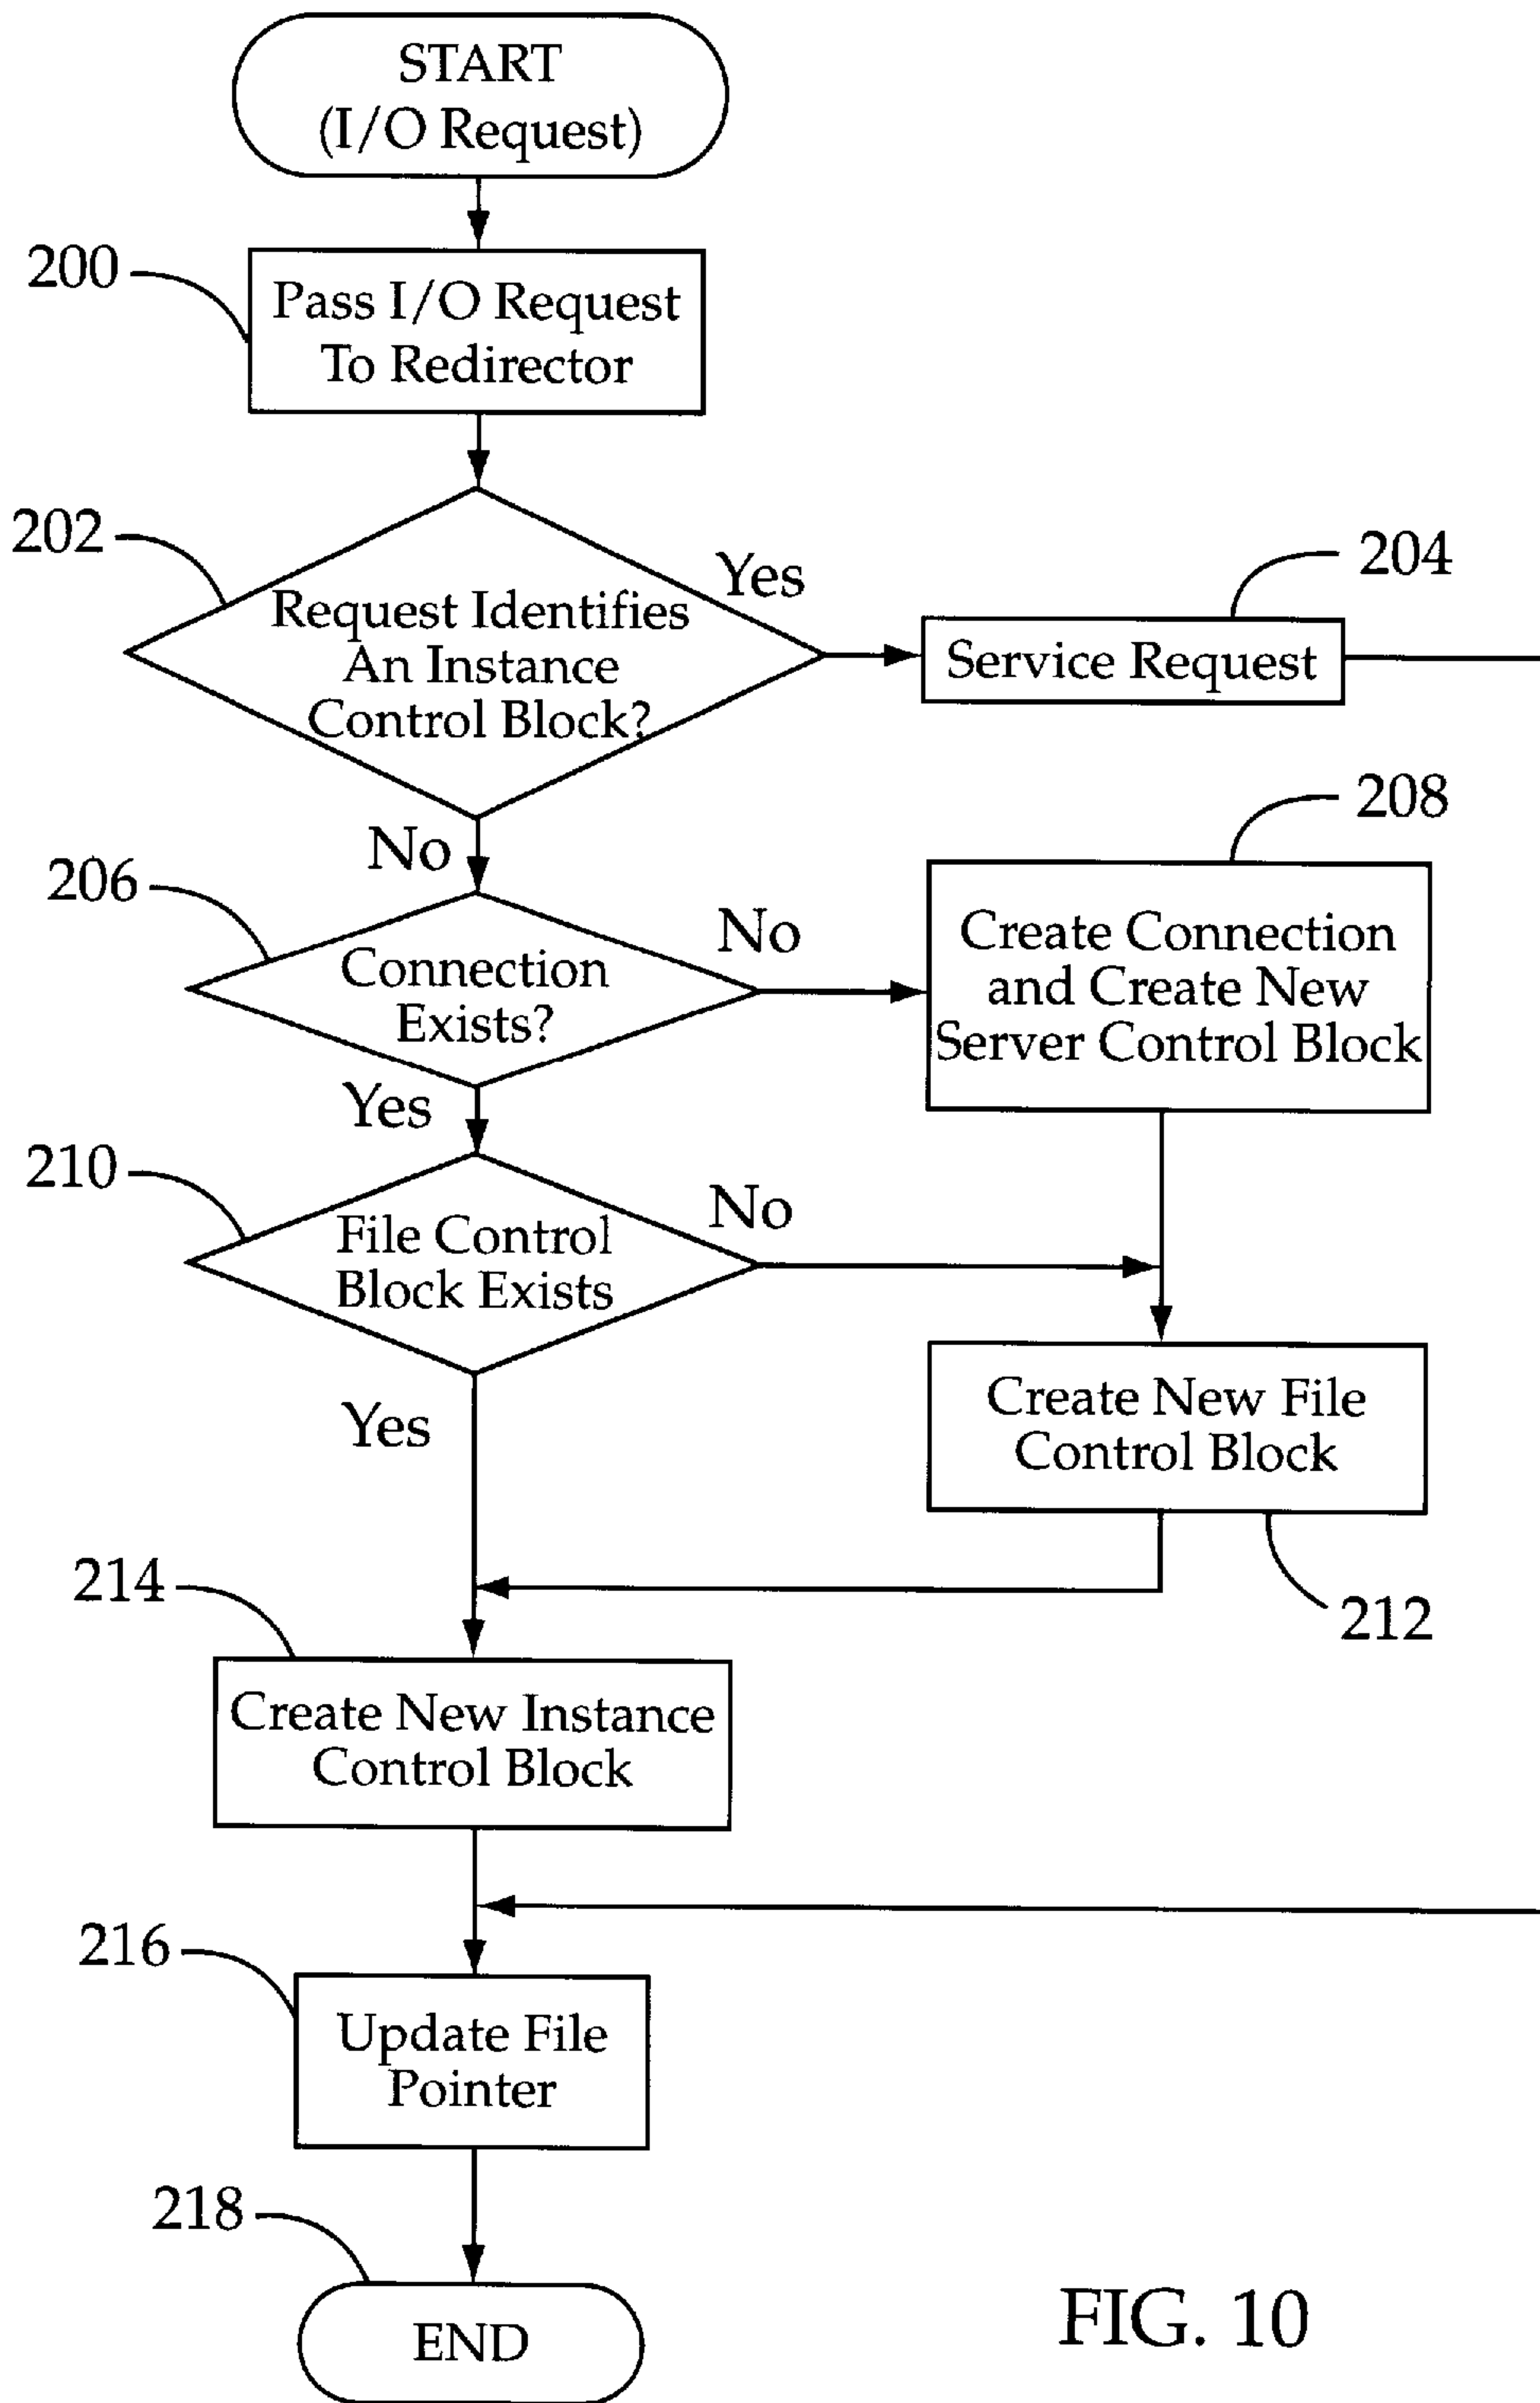 START
(I/O Request)
200
Pass I/O Request
To Redirector
202
Request Identifies
An Instance
Control Block?
Yes
204
Service Request
No
206
Connection
Exists?
No
208
Create Connection
and Create New
Server Control Block
Yes
210
File Control
Block Exists
No
Create New File
Control Block
212
Yes
214
Create New Instance
Control Block
216
Update File
Pointer
218
END
FIG. 10